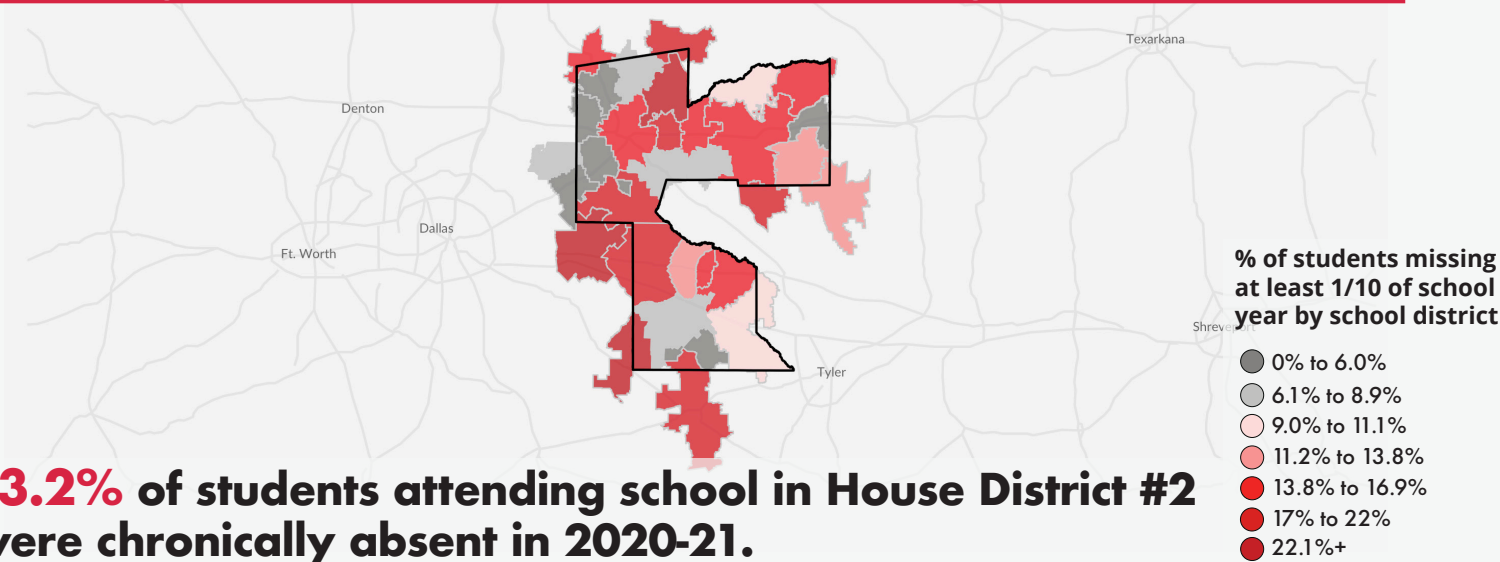 Texarkana
Denton
Dallas
Ft. Worth
Shreveport
Tyler
% of students missing
at least 1/10 of school
year by school district
0% to 6.0%
6.1% to 8.9%
9.0% to 11.1%
11.2% to 13.8%
13.8% to 16.9%
17% to 22%
22.1%+
3.2% of students attending school in House District #2
were chronically absent in 2020-21.